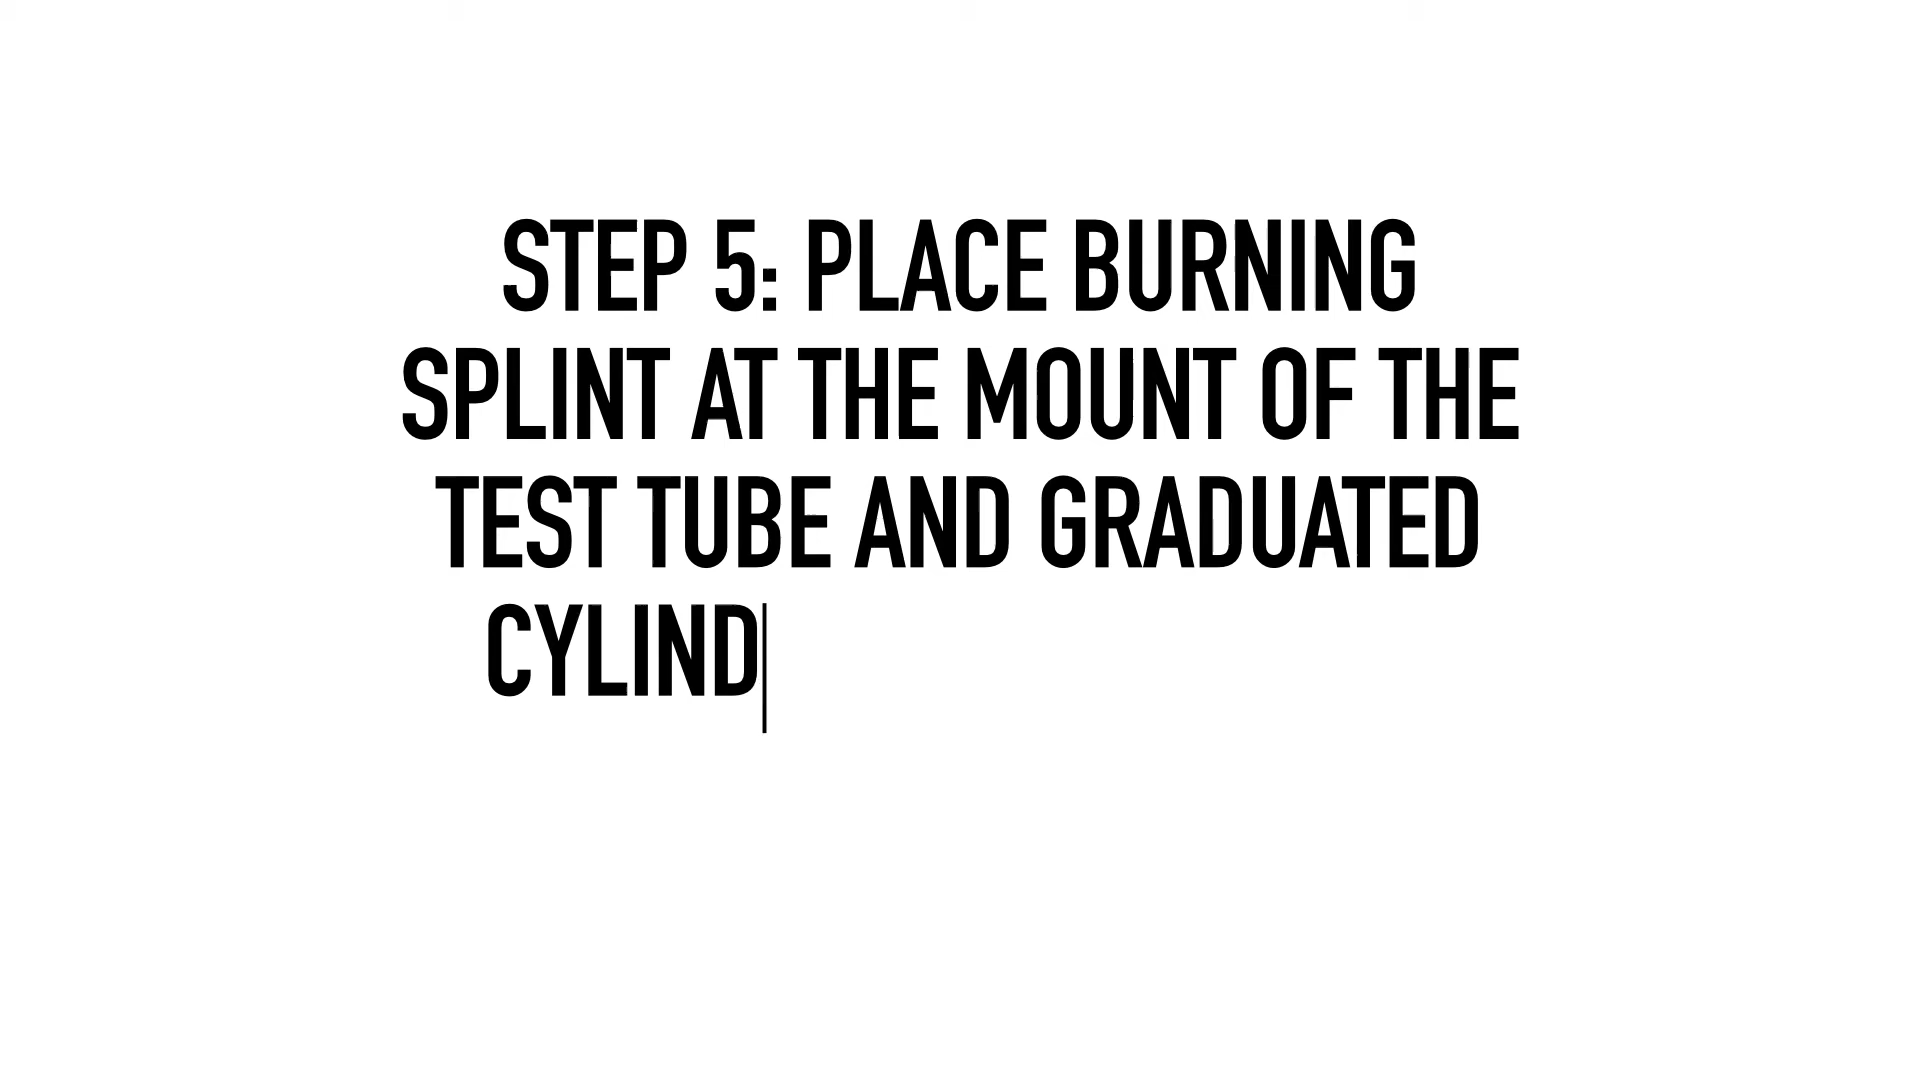 STEP 5: PLACE BURNING
SPLINT AT THE MOUNT OF THE
TEST TUBE AND GRADUATED
CYLIND